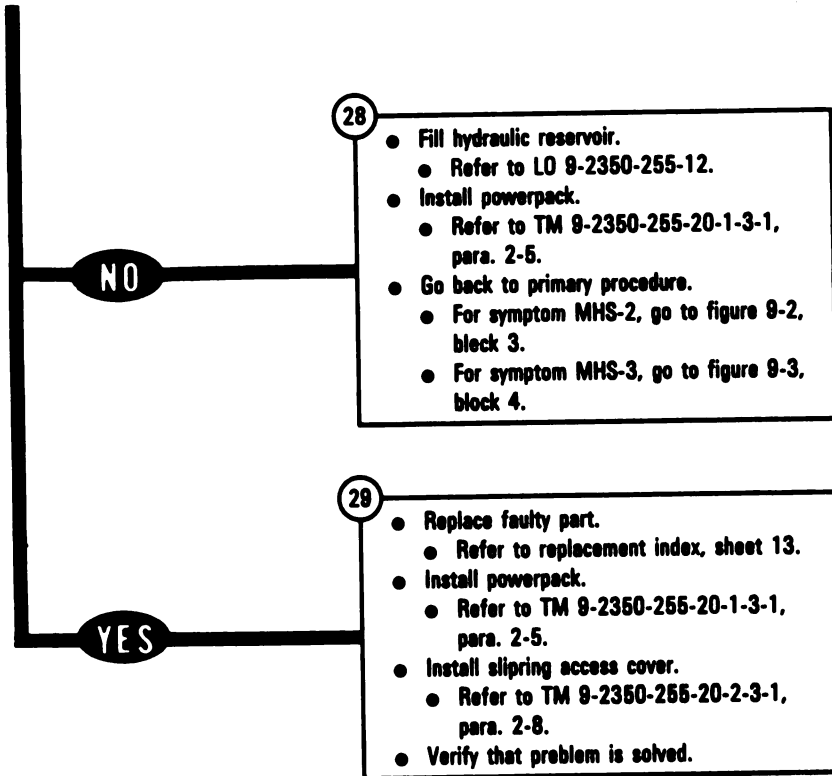 28
● Fill hydraulic reservoir.
● Refer to LO 9-2350-255-12.
● Install powerpack.
● Refer to TM 9-2350-255-20-1-3-1,
para. 2-5.
● Go back to primary procedure.
● For symptom MHS-2, go to figure 9-2,
block 3.
● For symptom MHS-3, go to figure 9-3,
block 4.
NO
29
● Replace faulty part.
● Refer to replacement index, sheet 13.
● Install powerpack.
● Refer to TM 9-2350-255-20-1-3-1,
para. 2-5.
● Install slipring access cover.
● Refer to TM 9-2350-255-20-2-3-1,
para. 2-8.
● Verify that problem is solved.
YES